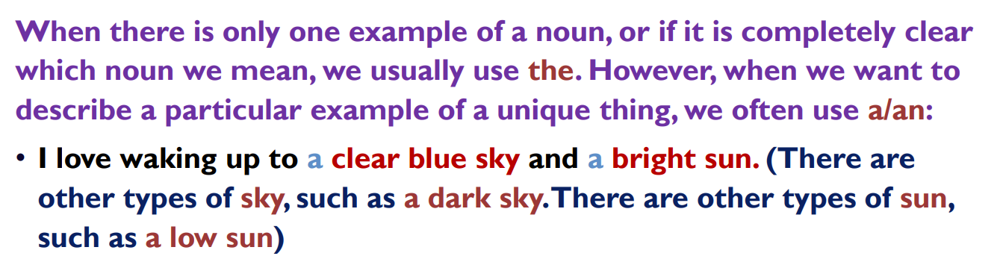 When there is only one example of a noun, or if it is completely clear
which noun we mean, we usually use the. However, when we want to
describe a particular example of a unique thing, we often use a/an:
• I love waking up to a clear blue sky and a bright sun. (There are
other types of sky, such as a dark sky. There are other types of sun,
such as a low sun)